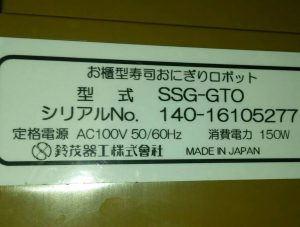 お櫃型寿司おにぎりロボット
型 式 SSG-GTO
シリアルNo. 140-16105277
定格電源 AC100V 50/60Hz 消費電力 150W
鈴茂器工株式会社 MADE IN JAPAN